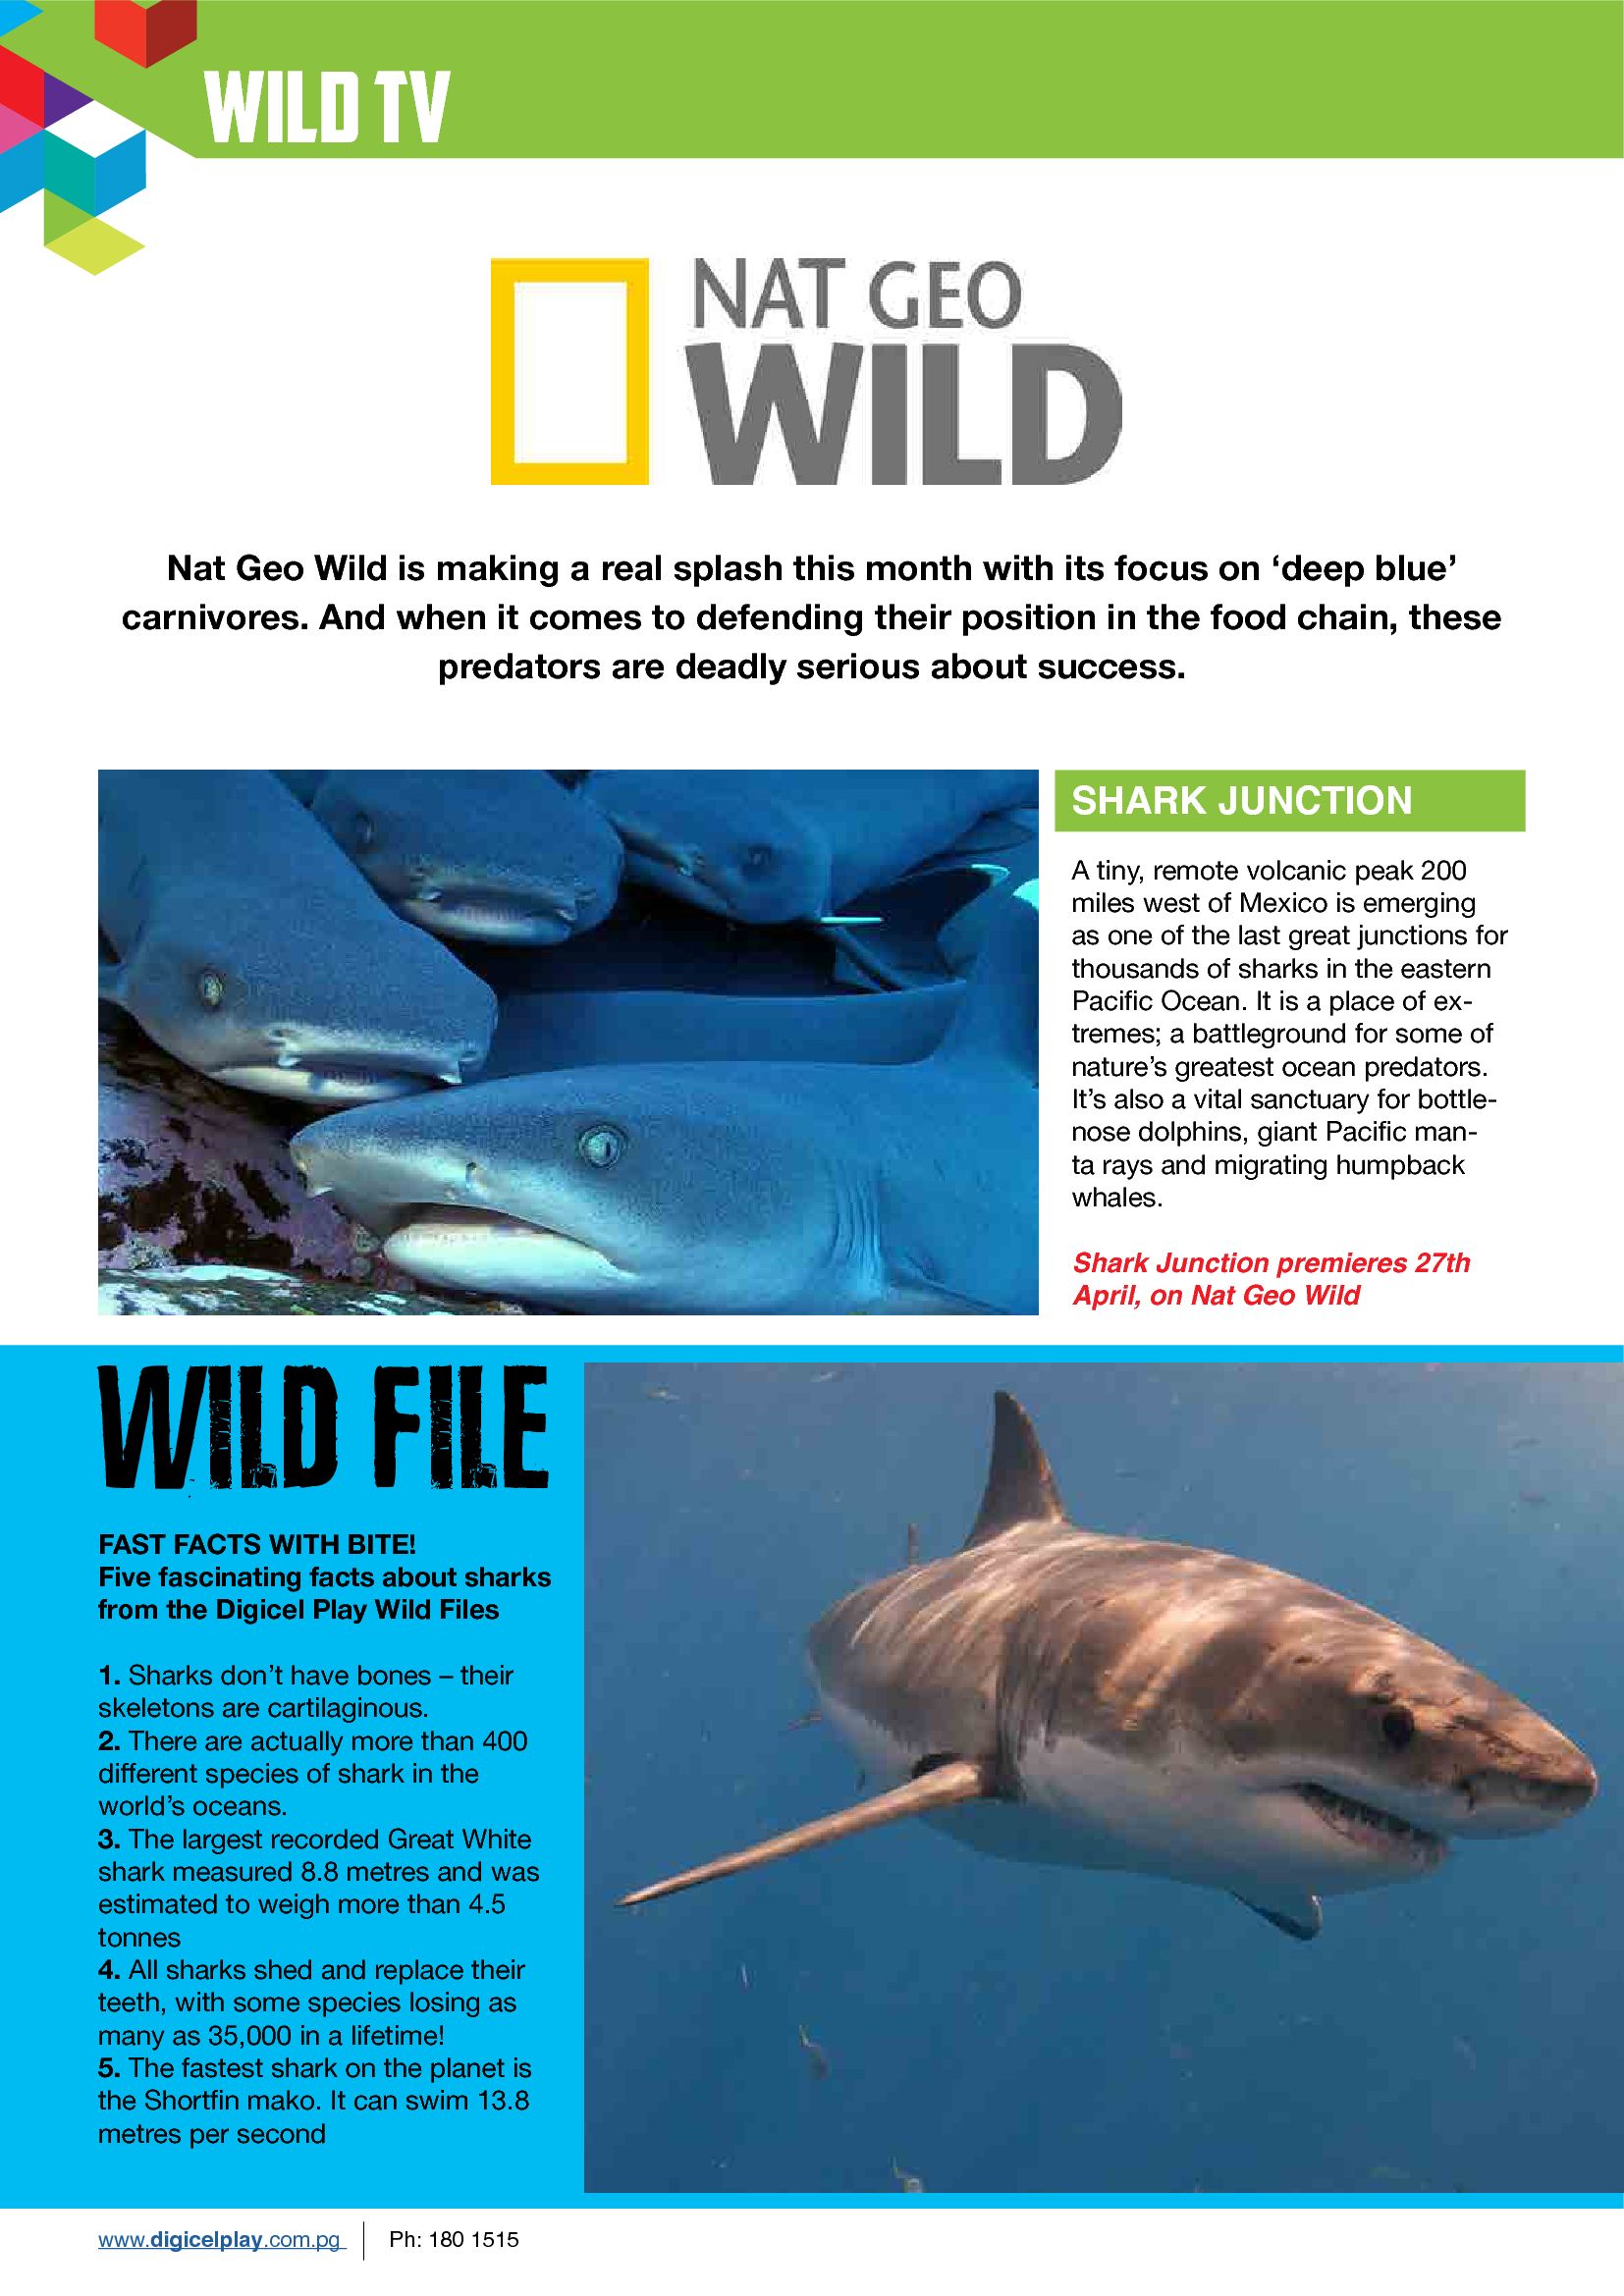 WILD TV
NAT GEO
WILD
Nat Geo Wild is making a real splash this month with its focus on ‘deep blue’
carnivores. And when it comes to defending their position in the food chain, these
predators are deadly serious about success.
SHARK JUNCTION
A tiny, remote volcanic peak 200
miles west of Mexico is emerging
as one of the last great junctions for
thousands of sharks in the eastern
Pacific Ocean. It is a place of ex-
tremes; a battleground for some of
nature’s greatest ocean predators.
It’s also a vital sanctuary for bottle-
nose dolphins, giant Pacific man-
ta rays and migrating humpback
whales.
Shark Junction premieres 27th
April, on Nat Geo Wild
WILD FILE
FAST FACTS WITH BITE!
Five fascinating facts about sharks
from the Digicel Play Wild Files
1. Sharks don’t have bones – their
skeletons are cartilaginous.
2. There are actually more than 400
different species of shark in the
world’s oceans.
3. The largest recorded Great White
shark measured 8.8 metres and was
estimated to weigh more than 4.5
tonnes
4. All sharks shed and replace their
teeth, with some species losing as
many as 35,000 in a lifetime!
5. The fastest shark on the planet is
the Shortfin mako. It can swim 13.8
metres per second
www.digicelplay.com.pg | Ph: 180 1515